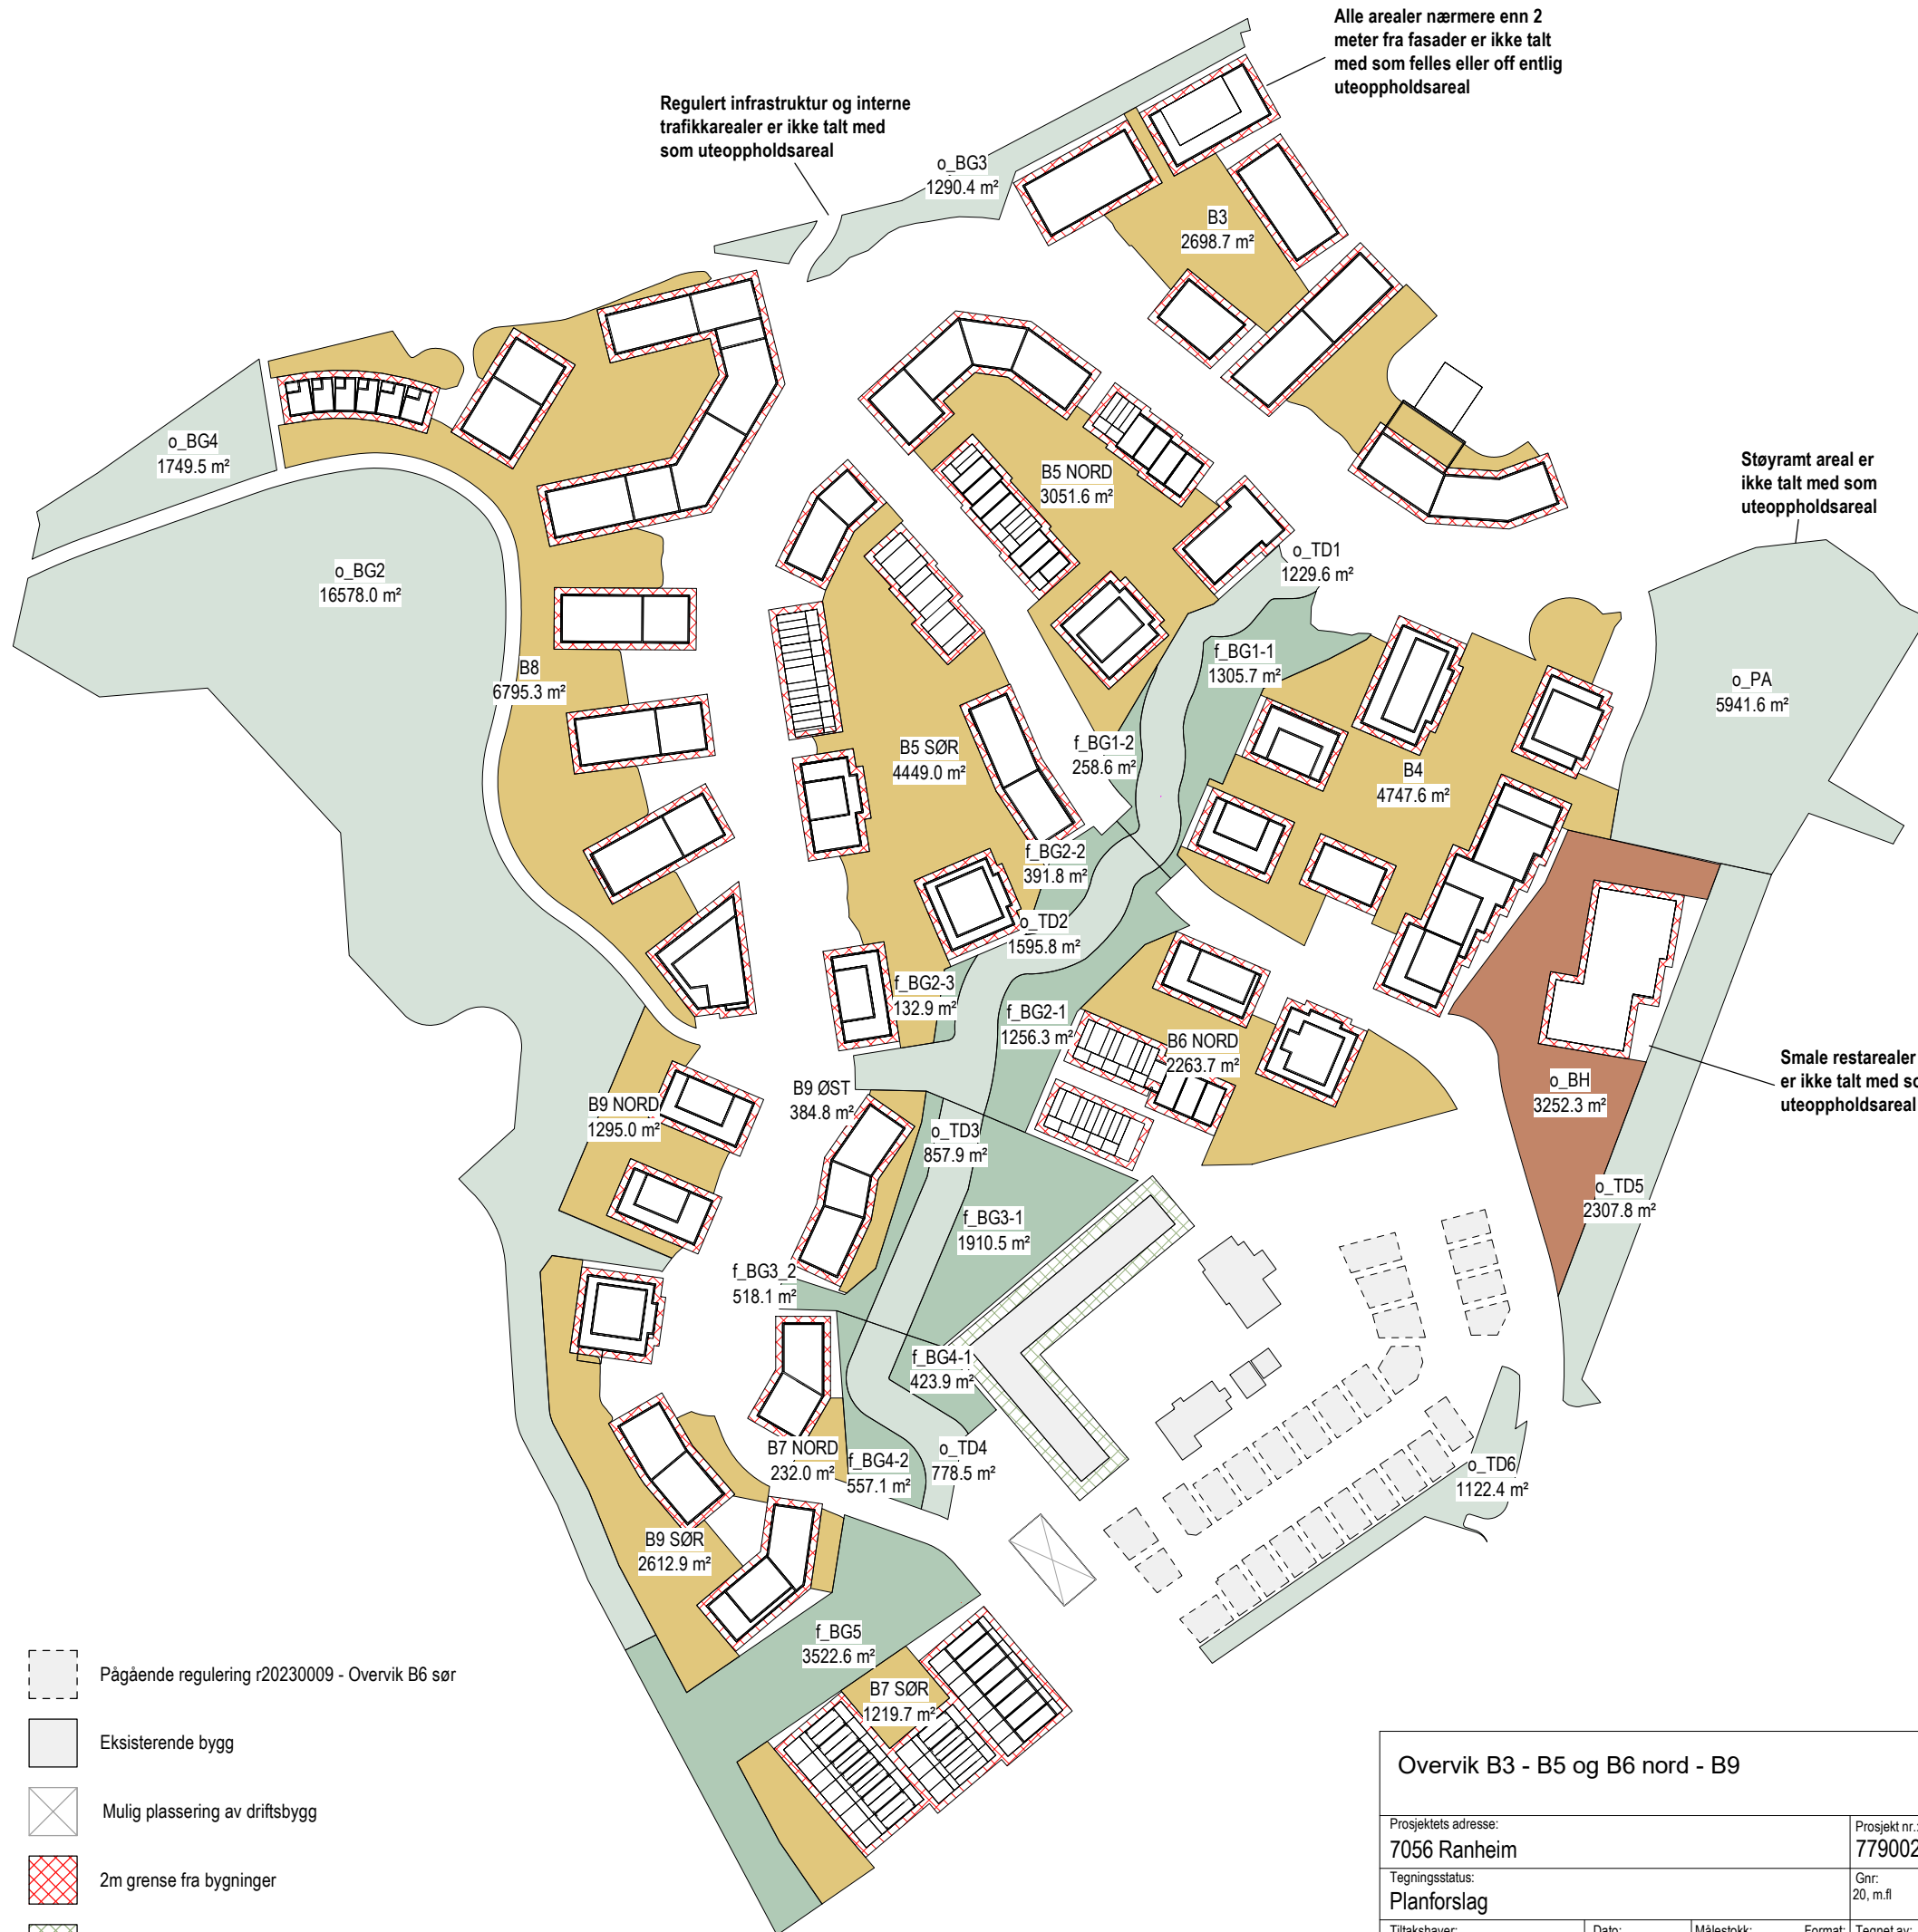 Alle arealer nærmere enn 2
meter fra fasader er ikke talt
med som felles eller off entlig
uteoppholdsareal
Regulert infrastruktur og interne
trafikkarealer er ikke talt med
som uteoppholdsareal
o_BG3
1290.4 m²
B3
2698.7 m²
o_BG4
1749.5 m²
Støyramt areal er
ikke talt med som
uteoppholdsareal
B5 NORD
3051.6 m²
o_TD1
1229.6 m²
o_BG2
16578.0 m²
f_BG1-1
1305.7 m²
B8
6795.3 m²
o_PA
5941.6 m²
B5 SØR
4449.0 m²
f_BG1-2
258.6 m²
B4
4747.6 m²
f_BG2-2
391.8 m²
o_TD2
1595.8 m²
f_BG2-3
132.9 m²
f_BG2-1
1256.3 m²
B6 NORD
2263.7 m²
Smale restarealer
er ikke talt med so
uteoppholdsareal
o_BH
3252.3 m²
B9 ØST
384.8 m²
B9 NORD
1295.0 m²
o_TD3
857.9 m²
o_TD5
2307.8 m²
f_BG3-1
1910.5 m²
f_BG3_2
518.1 m²
f_BG4-1
423.9 m²
B7 NORD
232.0 m²
f_BG4-2
557.1 m²
o_TD4
778.5 m²
o_TD6
1122.4 m²
B9 SØR
2612.9 m²
f_BG5
3522.6 m²
B7 SØR
1219.7 m²
Pågående regulering r20230009 - Overvik B6 sør
Eksisterende bygg
Mulig plassering av driftsbygg
2m grense fra bygninger
Overvik B3 - B5 og B6 nord - B9
Prosjektets adresse:
7056 Ranheim
Prosjekt nr.:
779002
Tegningsstatus:
Planforslag
Gnr:
20, m.fl
Tiltakshaver:
Dato:
Målestokk:
Format:
Tegnet av: